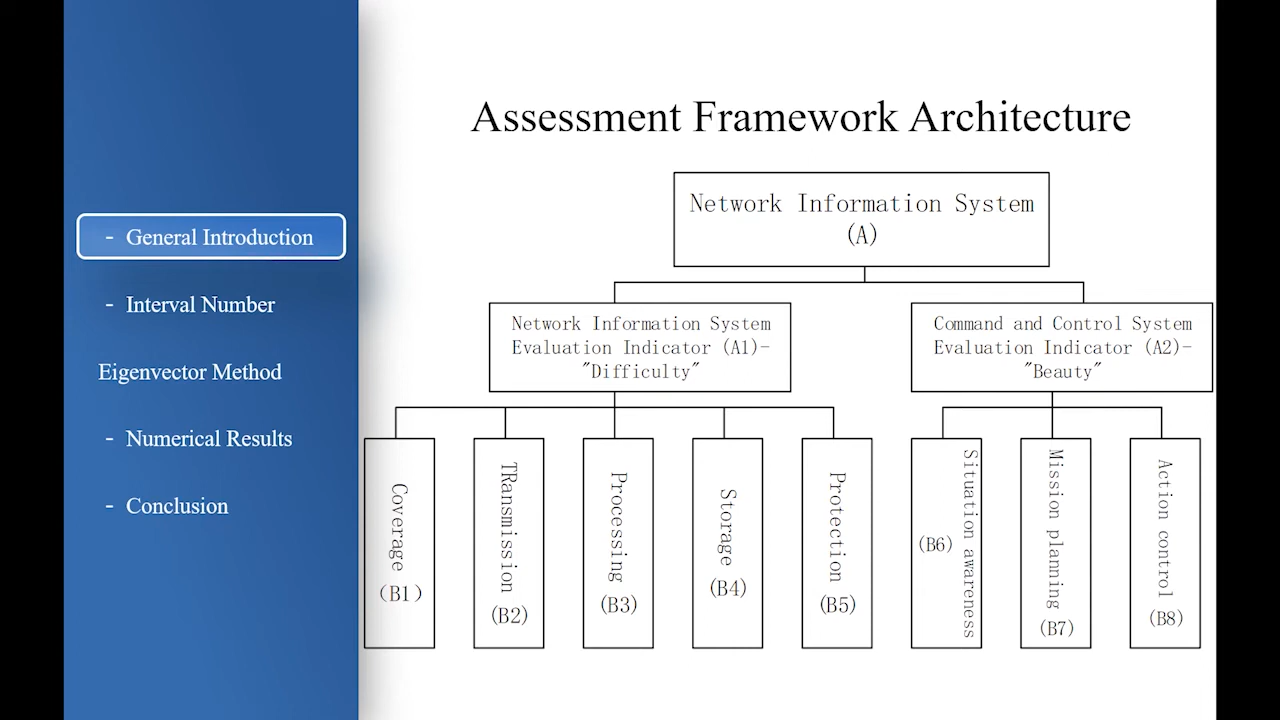 - General Introduction
- Interval Number
Eigenvector Method
- Numerical Results
- Conclusion
Assessment Framework Architecture
Network Information System
(A)
Network Information System
Evaluation Indicator (A1)-
"Difficulty"
Command and Control System
Evaluation Indicator (A2)-
"Beauty"
Coverage
(B1)
TRansmission
(B2)
Processing
(B3)
Storage
(B4)
Protection
(B5)
Situation awareness
(B6)
Mission planning
(B7)
Action control
(B8)